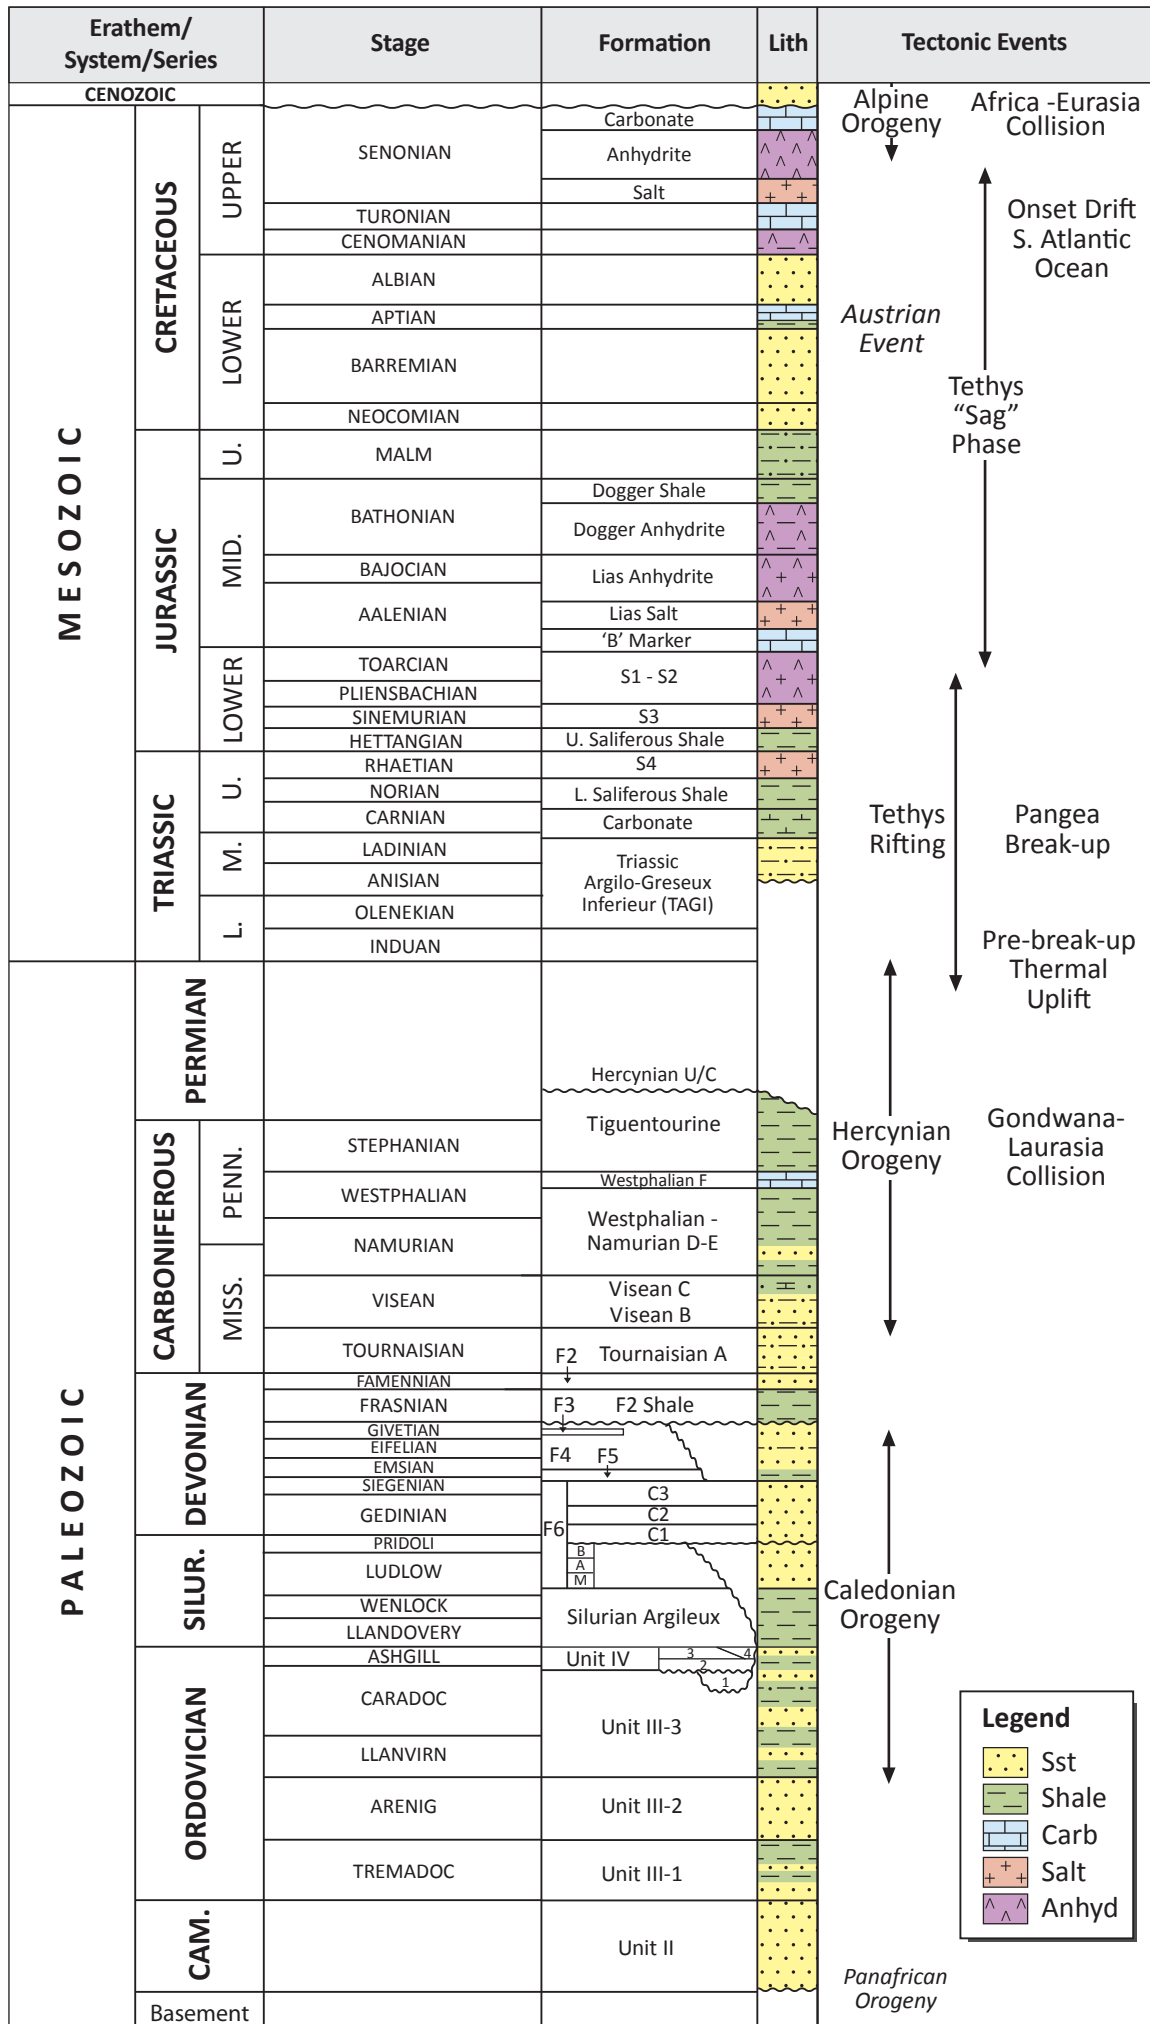 Erathem/
System/Series
Stage
Formation
Lith
Tectonic Events
CENOZOIC
MESOZOIC
CRETACEOUS
UPPER
SENONIAN
Carbonate
Anhydrite
Salt
TURONIAN
CENOMANIAN
LOWER
ALBIAN
APTIAN
BARREMIAN
NEOCOMIAN
JURASSIC
U.
MALM
MID.
BATHONIAN
Dogger Shale
Dogger Anhydrite
BAJOCIAN
Lias Anhydrite
AALENIAN
Lias Salt
‘B’ Marker
LOWER
TOARCIAN
S1 - S2
PLIENSBACHIAN
SINEMURIAN
S3
HETTANGIAN
U. Saliferous Shale
TRIASSIC
U.
RHAETIAN
S4
NORIAN
L. Saliferous Shale
CARNIAN
Carbonate
M.
LADINIAN
ANISIAN
Triassic
Argilo-Greseux
Inferieur (TAGI)
L.
OLENEKIAN
INDUAN
PALEOZOIC
PERMIAN
Hercynian U/C
Tiguentourine
CARBONIFEROUS
PENN.
STEPHANIAN
WESTPHALIAN
Westphalian F
Westphalian -
Namurian D-E
NAMURIAN
MISS.
VISEAN
Visean C
Visean B
TOURNAISIAN
F2
Tournaisian A
DEVONIAN
FAMENNIAN
FRASNIAN
F3
F2 Shale
GIVETIAN
EIFELIAN
F4
F5
EMSIAN
SIEGENIAN
C3
GEDINIAN
F6
C2
C1
SILUR.
PRIDOLI
B
A
M
LUDLOW
WENLOCK
Silurian Argileux
LLANDOVERY
ORDOVICIAN
ASHGILL
Unit IV
3
4
2
1
CARADOC
Unit III-3
LLANVIRN
ARENIG
Unit III-2
TREMADOC
Unit III-1
CAM.
Unit II
Basement
Alpine
Orogeny
Africa -Eurasia
Collision
Onset Drift
S. Atlantic
Ocean
Austrian
Event
Tethys
“Sag”
Phase
Tethys
Rifting
Pangea
Break-up
Pre-break-up
Thermal
Uplift
Hercynian
Orogeny
Gondwana-
Laurasia
Collision
Caledonian
Orogeny
Panafrican
Orogeny
Legend
Sst
Shale
Carb
Salt
Anhyd